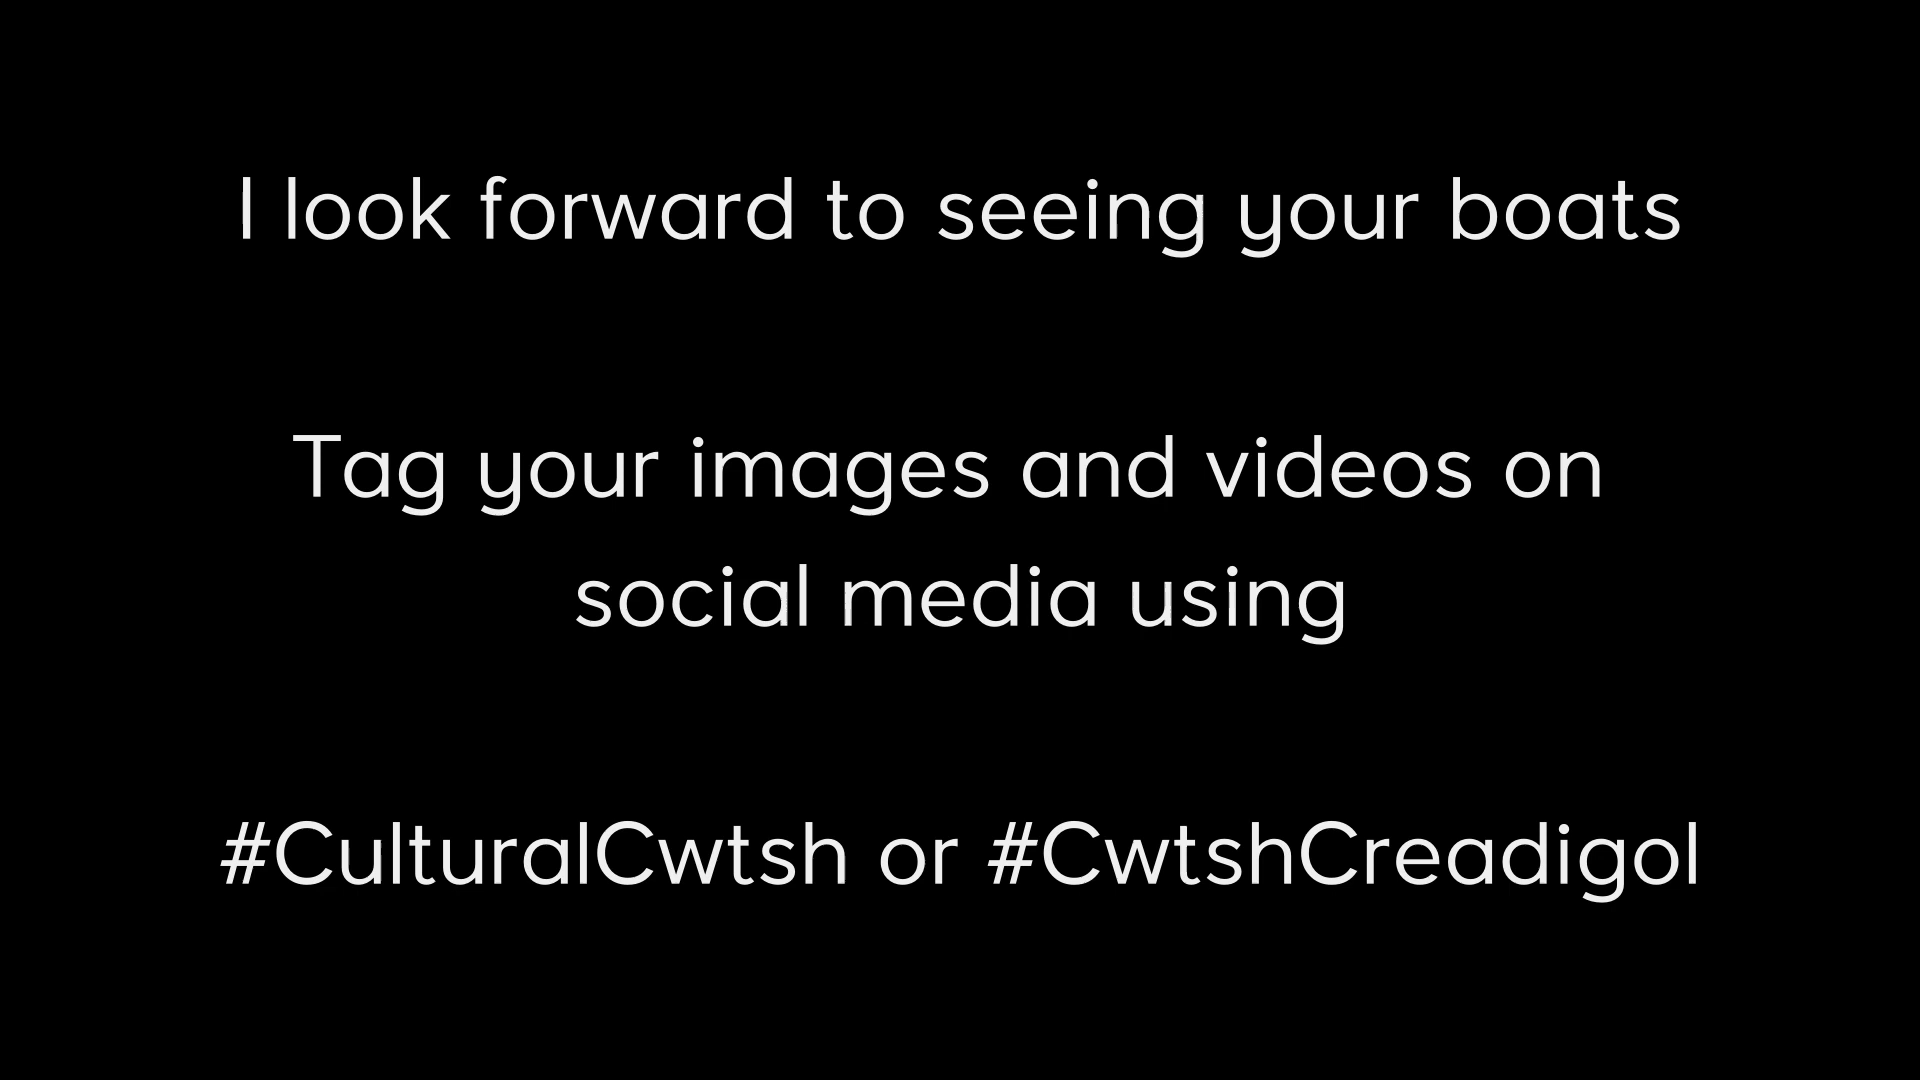 I look forward to seeing your boats
Tag your images and videos on
social media using
#CulturalCwtsh or #CwtshCreadigol